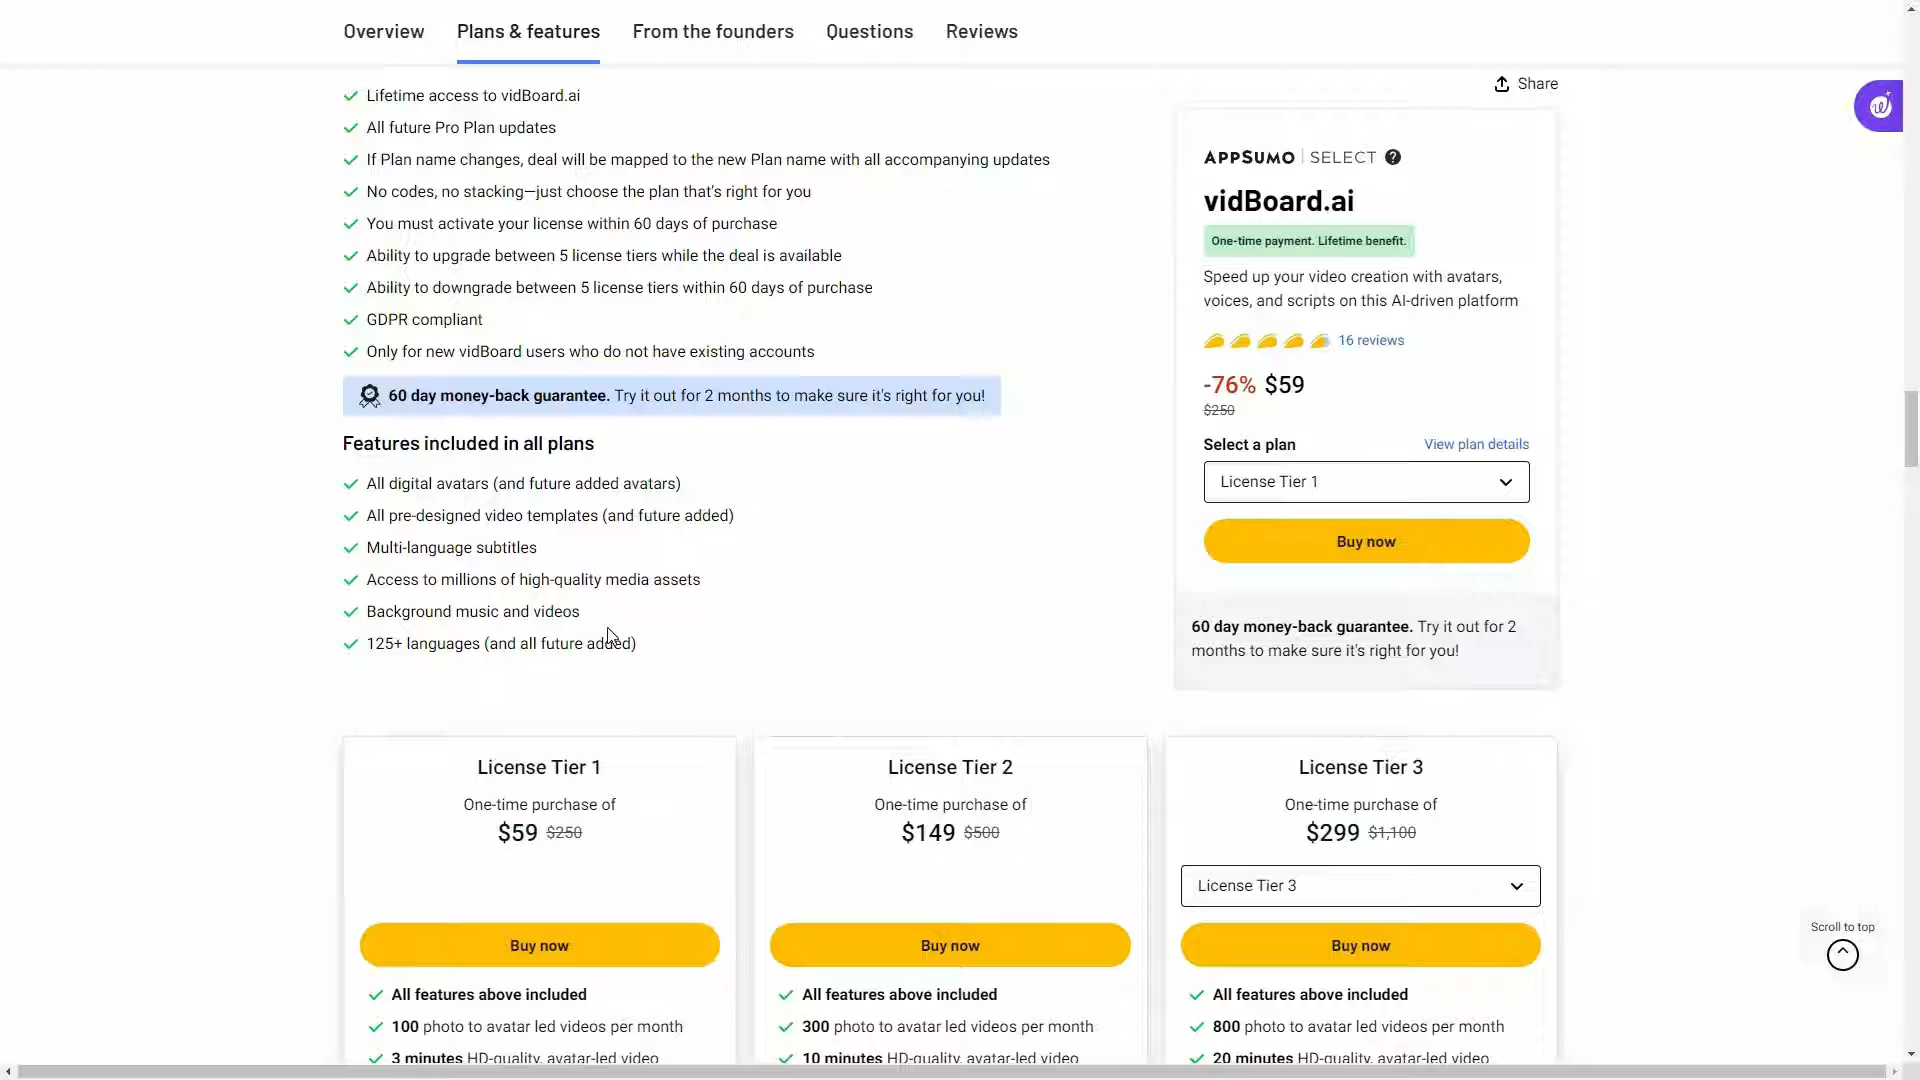 Overview Plans & features From the founders Questions Reviews
Share
Lifetime access to vidBoard.ai
All future Pro Plan updates
If Plan name changes, deal will be mapped to the new Plan name with all accompanying updates
No codes, no stacking—just choose the plan that's right for you
You must activate your license within 60 days of purchase
Ability to upgrade between 5 license tiers while the deal is available
Ability to downgrade between 5 license tiers within 60 days of purchase
GDPR compliant
Only for new vidBoard users who do not have existing accounts
60 day money-back guarantee. Try it out for 2 months to make sure it's right for you!
Features included in all plans
All digital avatars (and future added avatars)
All pre-designed video templates (and future added)
Multi-language subtitles
Access to millions of high-quality media assets
Background music and videos
125+ languages (and all future added)
APPSUMO | SELECT ?
vidBoard.ai
One-time payment. Lifetime benefit.
Speed up your video creation with avatars,
voices, and scripts on this AI-driven platform
16 reviews
-76% $59
$250
Select a plan View plan details
License Tier 1
Buy now
60 day money-back guarantee. Try it out for 2
months to make sure it's right for you!
License Tier 1
One-time purchase of
$59 $250
Buy now
All features above included
100 photo to avatar led videos per month
3 minutes HD-quality, avatar-led video
License Tier 2
One-time purchase of
$149 $500
Buy now
All features above included
300 photo to avatar led videos per month
10 minutes HD-quality, avatar-led video
License Tier 3
One-time purchase of
$299 $1,100
License Tier 3
Buy now
All features above included
800 photo to avatar led videos per month
20 minutes HD-quality, avatar-led video
Scroll to top